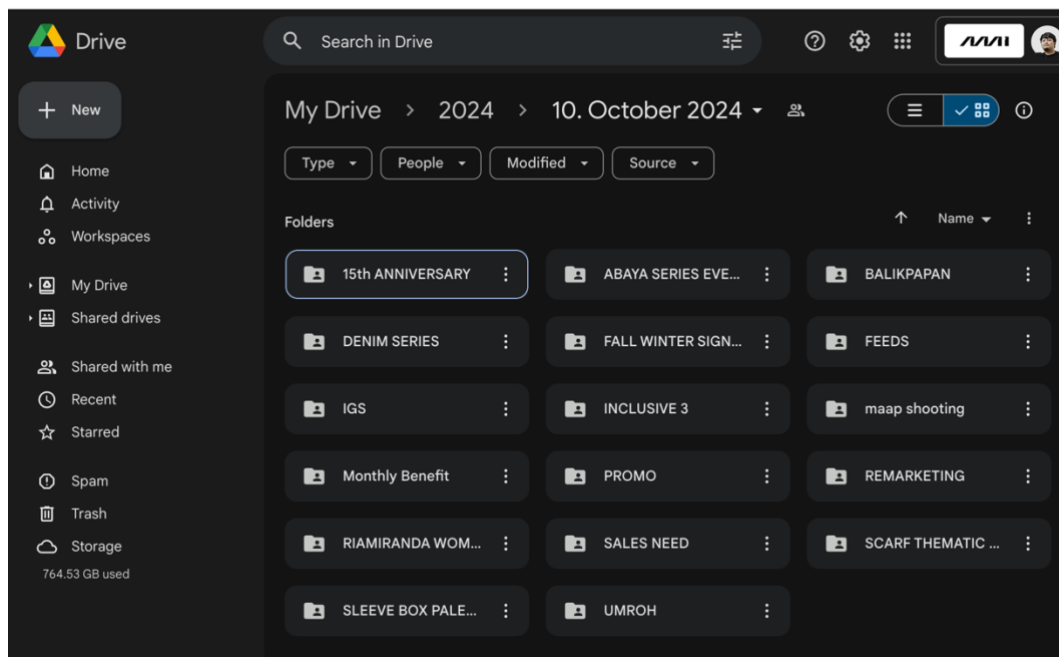 Drive
Search in Drive
New
My Drive > 2024 > 10. October 2024
Type People Modified Source
Home
Activity
Workspaces
My Drive
Shared drives
Shared with me
Recent
Starred
Spam
Trash
Storage
764.53 GB used
Folders
Name
15th ANNIVERSARY
ABAYA SERIES EVE...
BALIKPAPAN
DENIM SERIES
FALL WINTER SIGN...
FEEDS
IGS
INCLUSIVE 3
maap shooting
Monthly Benefit
PROMO
REMARKETING
RIAMIRANDA WOM...
SALES NEED
SCARF THEMATIC ...
SLEEVE BOX PALE...
UMROH